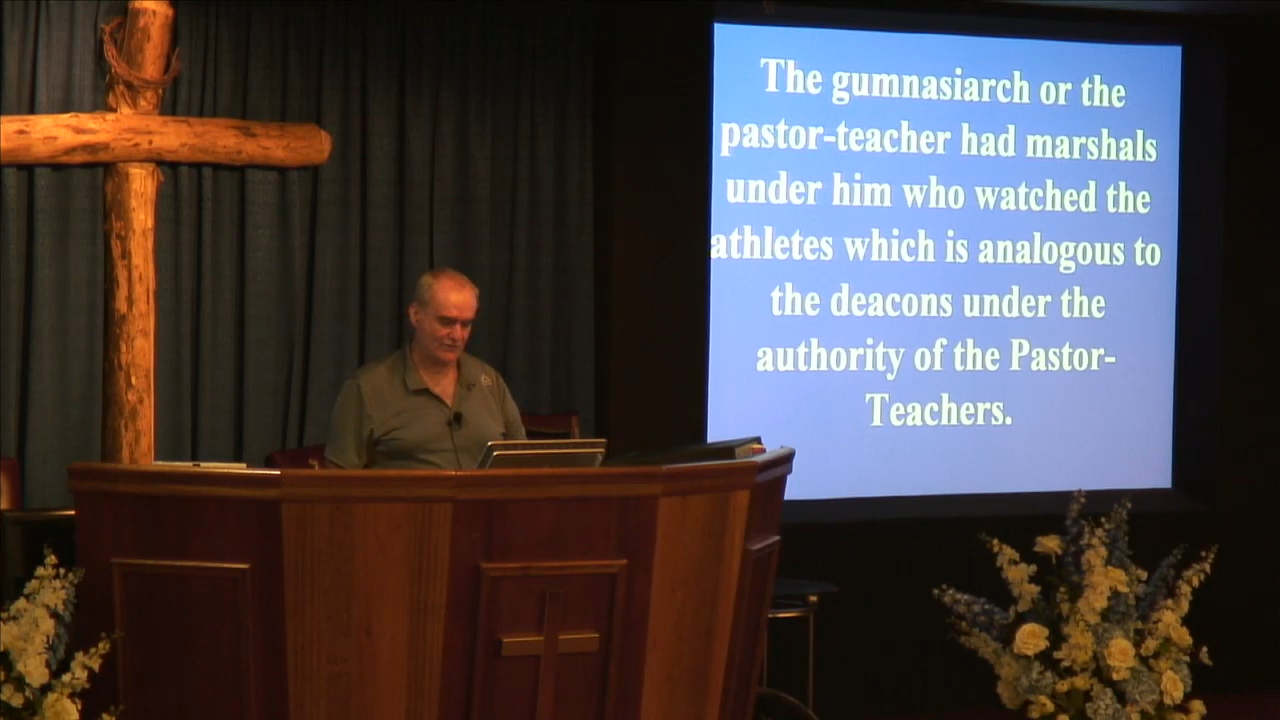 The gumnasiarch or the
pastor-teacher had marshals
under him who watched the
athletes which is analogous to
the deacons under the
authority of the Pastor-
Teachers.